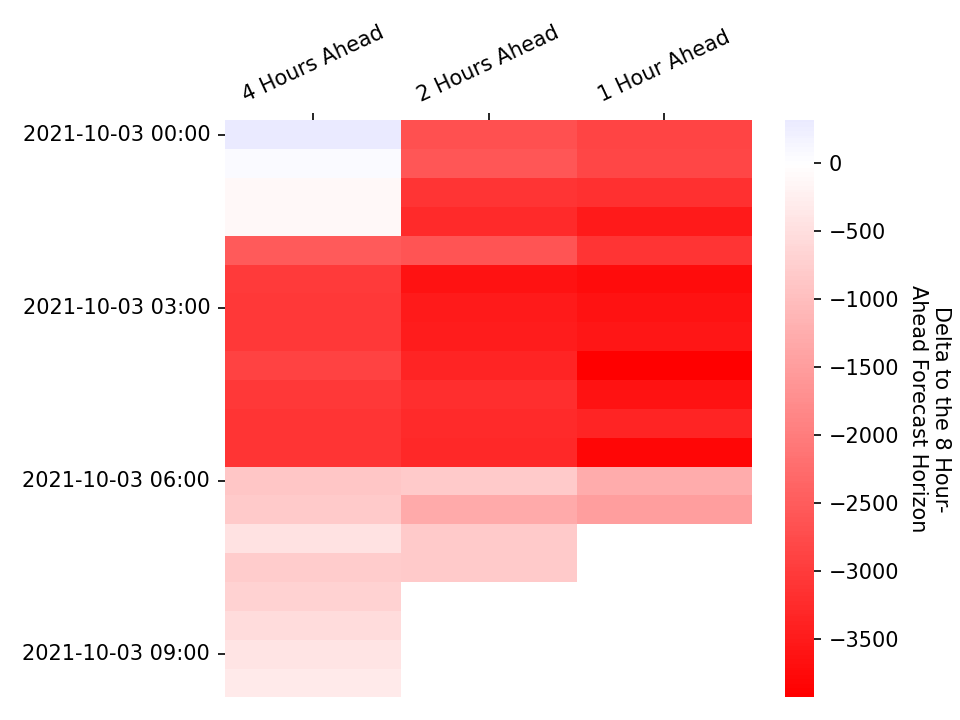 4 Hours Ahead
2 Hours Ahead
1 Hour Ahead
2021-10-03 00:00
2021-10-03 03:00
2021-10-03 06:00
2021-10-03 09:00
0
−500
−1000
−1500
−2000
−2500
−3000
−3500
Delta to the 8 Hour-
Ahead Forecast Horizon